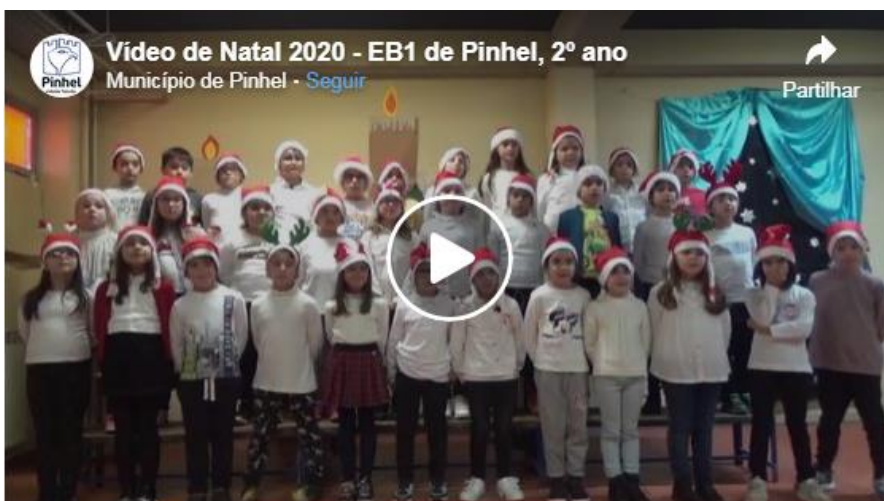 Vídeo de Natal 2020 - EB1 de Pinhel, 2º ano
Município de Pinhel · Seguir
Partilhar
Pinhel